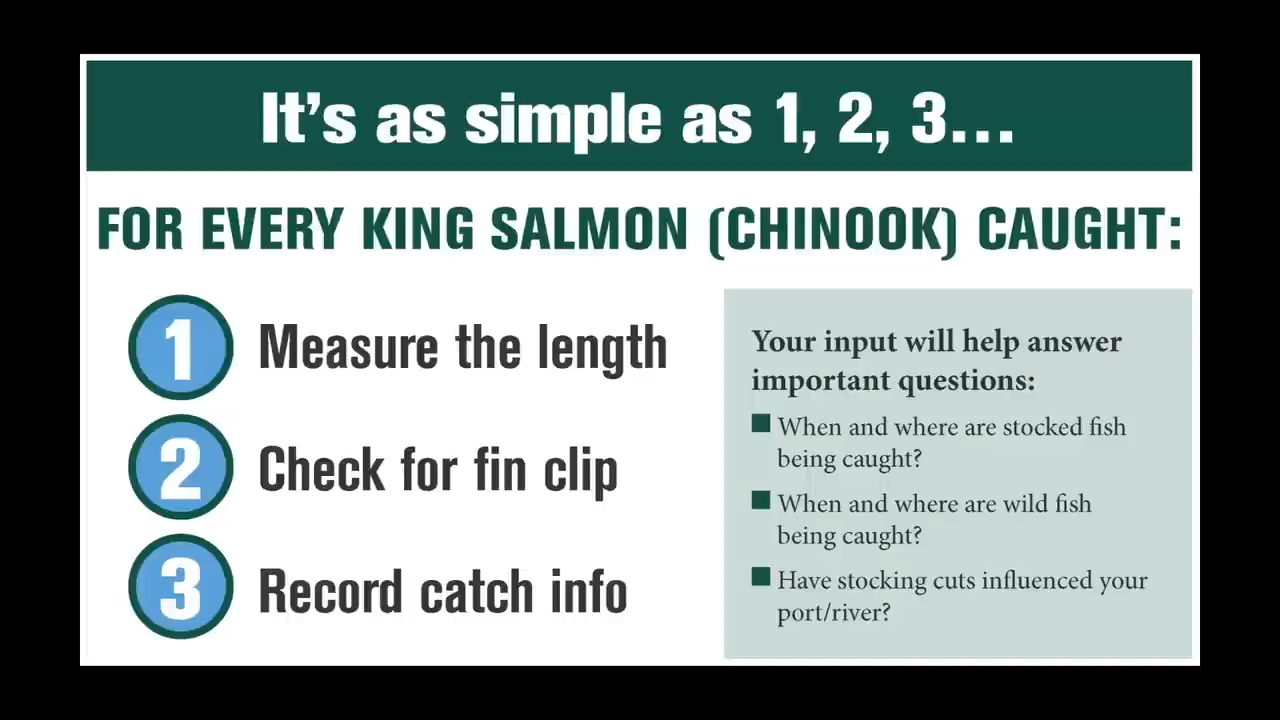 It's as simple as 1, 2, 3...
FOR EVERY KING SALMON (CHINOOK) CAUGHT:
1 Measure the length
2 Check for fin clip
3 Record catch info
Your input will help answer
important questions:
When and where are stocked fish
being caught?
When and where are wild fish
being caught?
Have stocking cuts influenced your
port/river?